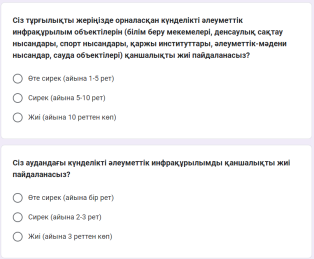 Сіз тұрғылықты жеріңізде орналасқан күнделікті әлеуметтік
инфрақұрылым объектілерін (білім беру мекемелері, денсаулық сақтау
нысандары, спорт нысандары, қаржы институттары, әлеуметтік-мәдени
нысандар, сауда объектілері) қаншалықты жиі пайдаланасыз?
Өте сирек (айына 1-5 рет)
Сирек (айына 5-10 рет)
Жиі (айына 10 реттен көп)
Сіз аудандағы күнделікті әлеуметтік инфрақұрылымды қаншалықты жиі
пайдаланасыз?
Өте сирек (айына бір рет)
Сирек (айына 2-3 рет)
Жиі (айына 3 реттен көп)